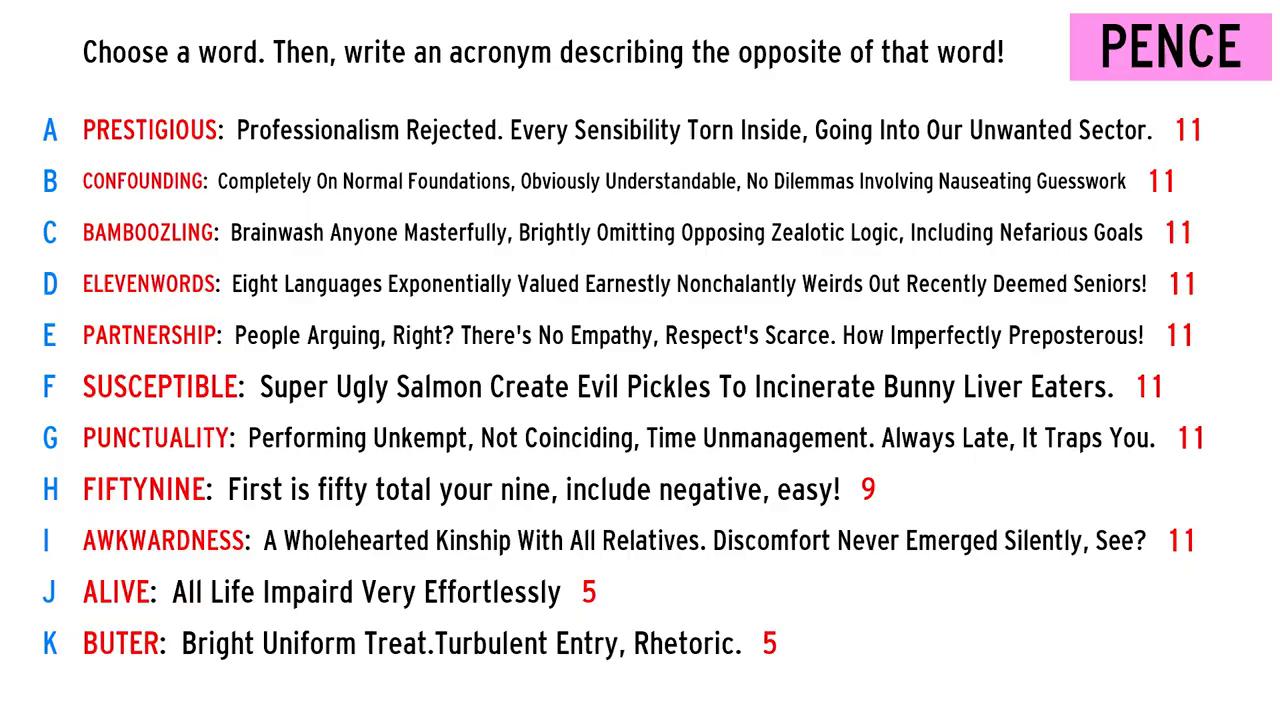 Choose a word. Then, write an acronym describing the opposite of that word!
PENCE
A PRESTIGIOUS: Professionalism Rejected. Every Sensibility Torn Inside, Going Into Our Unwanted Sector. 11
B CONFOUNDING: Completely On Normal Foundations, Obviously Understandable, No Dilemmas Involving Nauseating Guesswork 11
C BAMBOOZLING: Brainwash Anyone Masterfully, Brightly Omitting Opposing Zealotic Logic, Including Nefarious Goals 11
D ELEVENWORDS: Eight Languages Exponentially Valued Earnestly Nonchalantly Weirds Out Recently Deemed Seniors! 11
E PARTNERSHIP: People Arguing, Right? There's No Empathy, Respect's Scarce. How Imperfectly Preposterous! 11
F SUSCEPTIBLE: Super Ugly Salmon Create Evil Pickles To Incinerate Bunny Liver Eaters. 11
G PUNCTUALITY: Performing Unkempt, Not Coinciding, Time Unmanagement. Always Late, It Traps You. 11
H FIFTYNINE: First is fifty total your nine, include negative, easy! 9
I AWKWARDNESS: A Wholehearted Kinship With All Relatives. Discomfort Never Emerged Silently, See? 11
J ALIVE: All Life Impaird Very Effortlessly 5
K BUTER: Bright Uniform Treat.Turbulent Entry, Rhetoric. 5